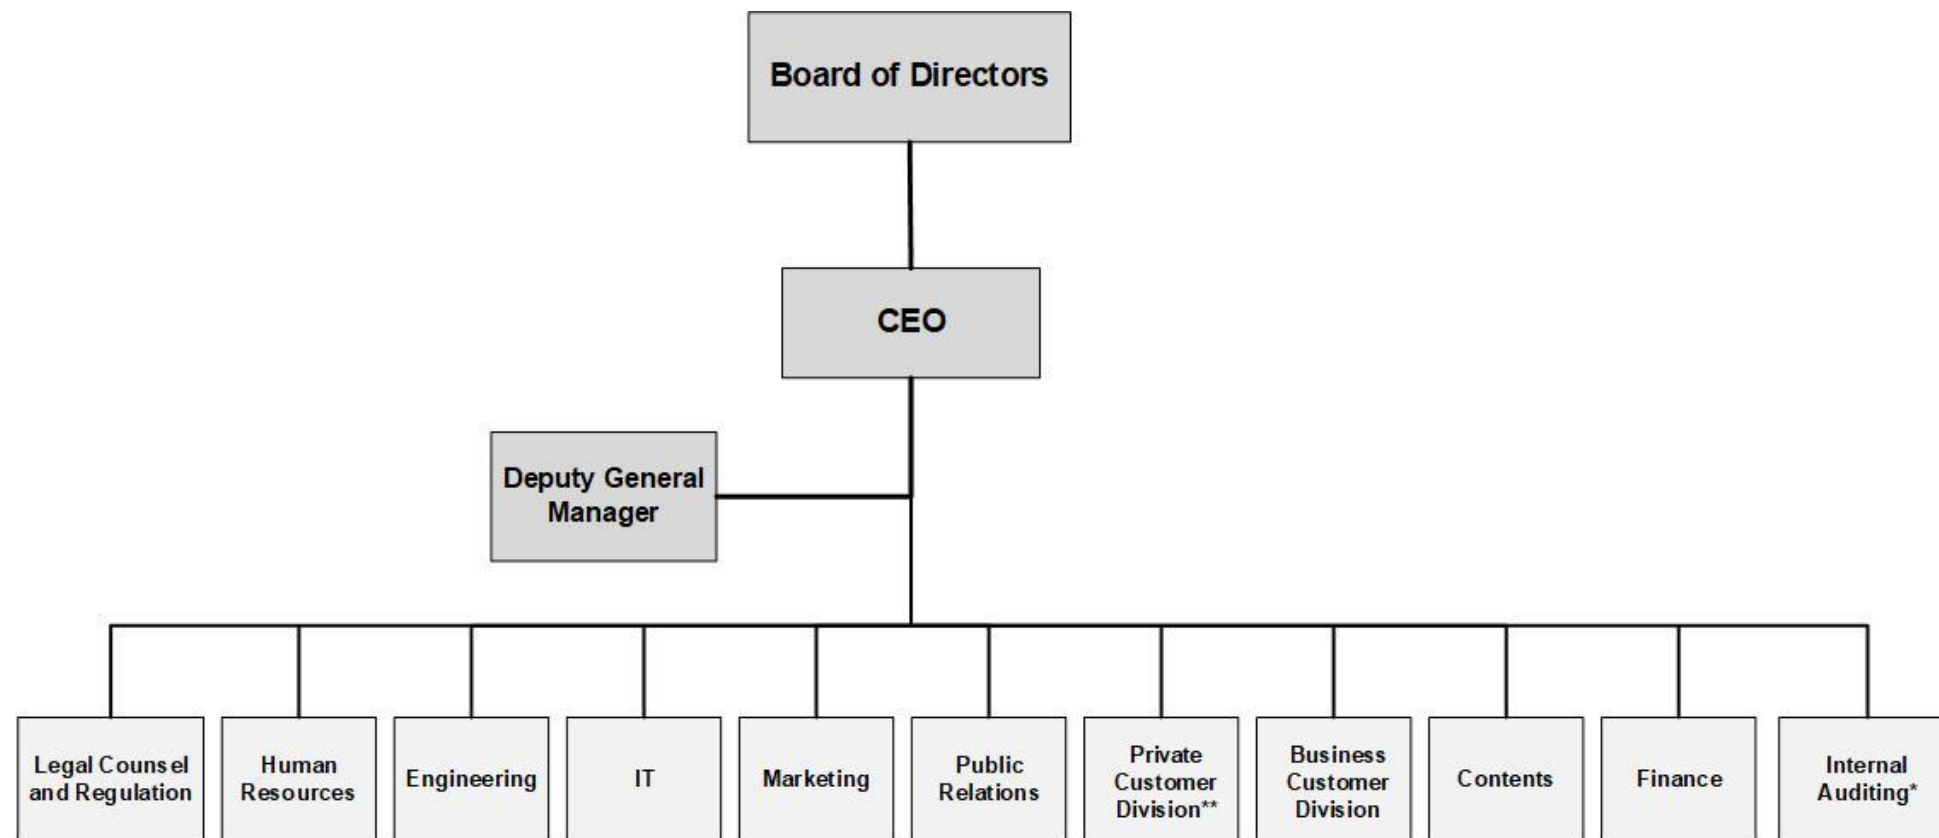 Board of Directors
CEO
Deputy General
Manager
Legal Counsel
and Regulation
Human
Resources
Engineering
IT
Marketing
Public
Relations
Private
Customer
Division**
Business
Customer
Division
Contents
Finance
Internal
Auditing*